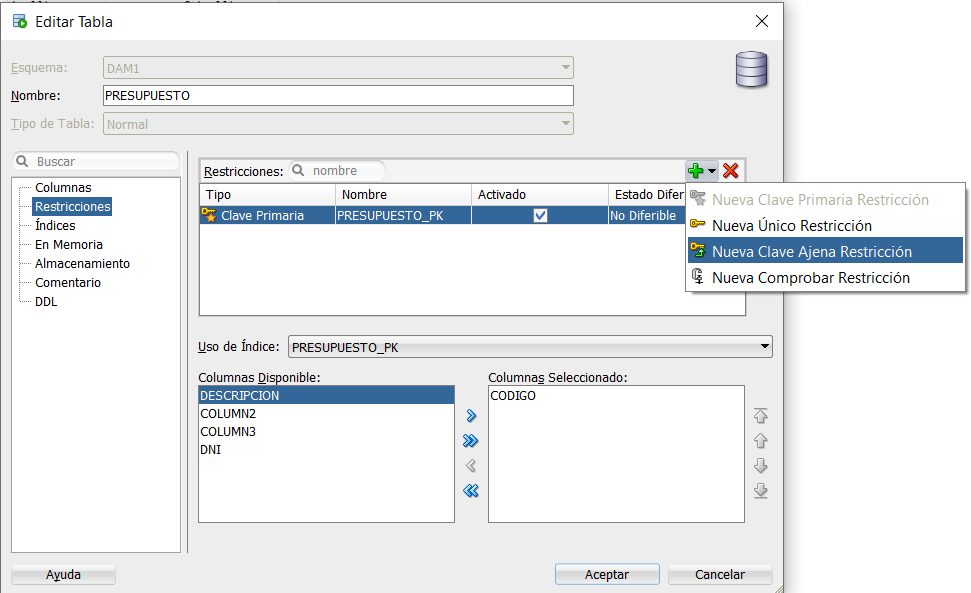 Editar Tabla
Esquema: DAM1
Nombre: PRESUPUESTO
Tipo de Tabla: Normal
Buscar
Columnas
Restricciones
Índices
En Memoria
Almacenamiento
Comentario
DDL
Restricciones: nombre
Tipo Nombre Activado Estado Difer
Clave Primaria PRESUPUESTO_PK No Diferible
Nueva Clave Primaria Restricción
Nueva Único Restricción
Nueva Clave Ajena Restricción
Nueva Comprobar Restricción
Uso de Índice: PRESUPUESTO_PK
Columnas Disponible:
DESCRIPCION
COLUMN2
COLUMN3
DNI
Columnas Seleccionado:
CODIGO
Ayuda Aceptar Cancelar